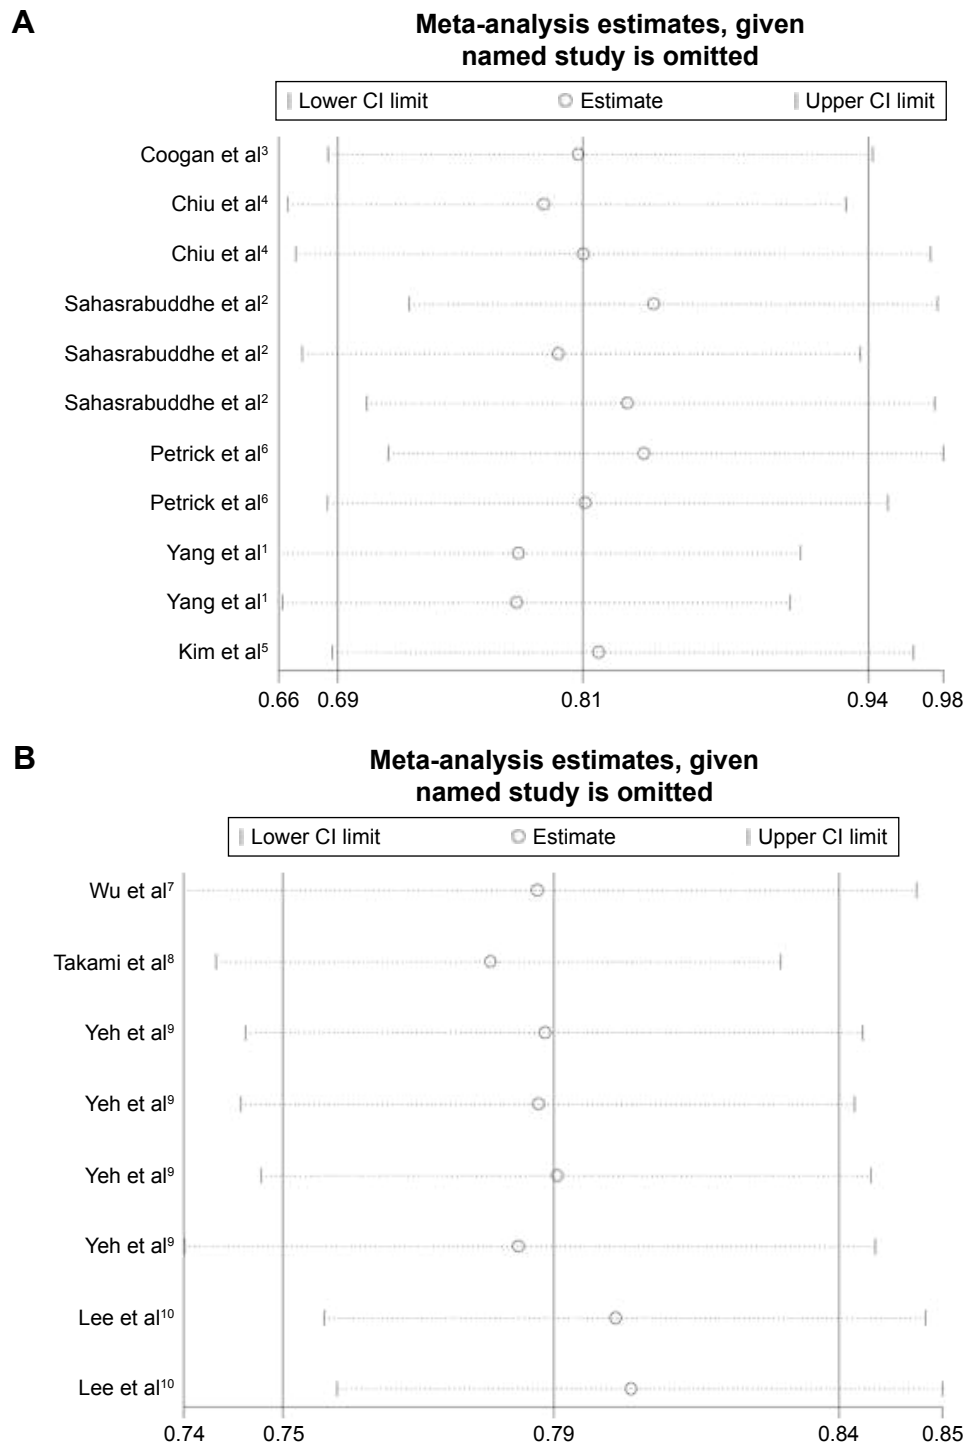 A
Meta-analysis estimates, given
named study is omitted
Lower CI limit Estimate Upper CI limit
Coogan et al³
Chiu et al⁴
Chiu et al⁴
Sahasrabuddhe et al²
Sahasrabuddhe et al²
Sahasrabuddhe et al²
Petrick et al⁶
Petrick et al⁶
Yang et al¹
Yang et al¹
Kim et al⁵
0.66 0.69 0.81 0.94 0.98
B
Meta-analysis estimates, given
named study is omitted
Lower CI limit Estimate Upper CI limit
Wu et al⁷
Takami et al⁸
Yeh et al⁹
Yeh et al⁹
Yeh et al⁹
Yeh et al⁹
Lee et al¹⁰
Lee et al¹⁰
0.74 0.75 0.79 0.84 0.85